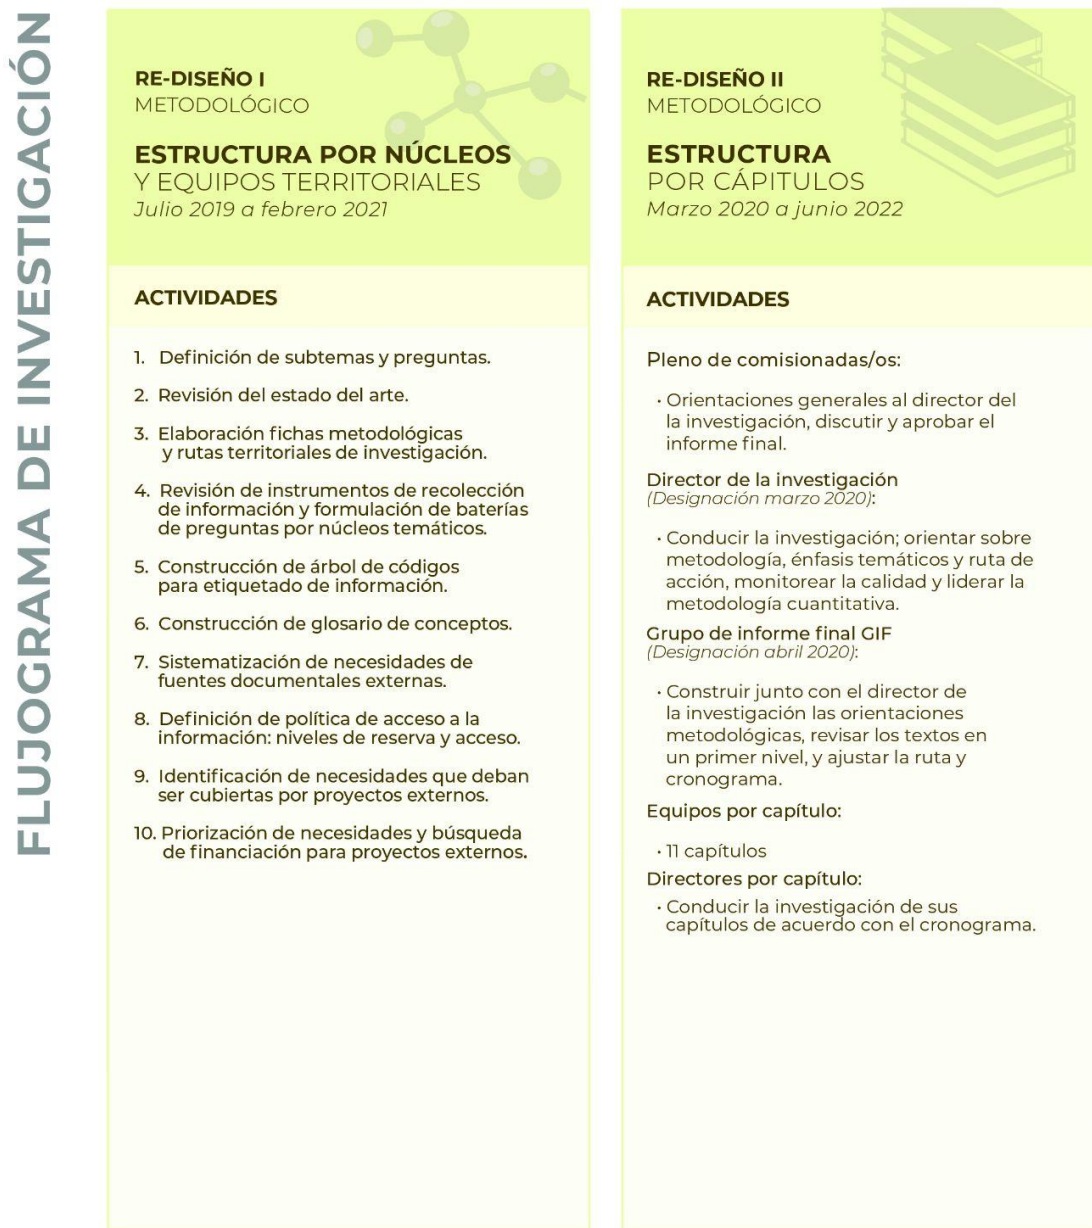 FLUJOGRAMA DE INVESTIGACIÓN
RE-DISEÑO I
METODOLÓGICO
ESTRUCTURA POR NÚCLEOS
Y EQUIPOS TERRITORIALES
Julio 2019 a febrero 2021
ACTIVIDADES
1. Definición de subtemas y preguntas.
2. Revisión del estado del arte.
3. Elaboración fichas metodológicas
y rutas territoriales de investigación.
4. Revisión de instrumentos de recolección
de información y formulación de baterías
de preguntas por núcleos temáticos.
5. Construcción de árbol de códigos
para etiquetado de información.
6. Construcción de glosario de conceptos.
7. Sistematización de necesidades de
fuentes documentales externas.
8. Definición de política de acceso a la
información: niveles de reserva y acceso.
9. Identificación de necesidades que deban
ser cubiertas por proyectos externos.
10. Priorización de necesidades y búsqueda
de financiación para proyectos externos.
RE-DISEÑO II
METODOLÓGICO
ESTRUCTURA
POR CÁPITULOS
Marzo 2020 a junio 2022
ACTIVIDADES
Pleno de comisionadas/os:
· Orientaciones generales al director del
la investigación, discutir y aprobar el
informe final.
Director de la investigación
(Designación marzo 2020):
· Conducir la investigación; orientar sobre
metodología, énfasis temáticos y ruta de
acción, monitorear la calidad y liderar la
metodología cuantitativa.
Grupo de informe final GIF
(Designación abril 2020):
· Construir junto con el director de
la investigación las orientaciones
metodológicas, revisar los textos en
un primer nivel, y ajustar la ruta y
cronograma.
Equipos por capítulo:
· 11 capítulos
Directores por capítulo:
· Conducir la investigación de sus
capítulos de acuerdo con el cronograma.